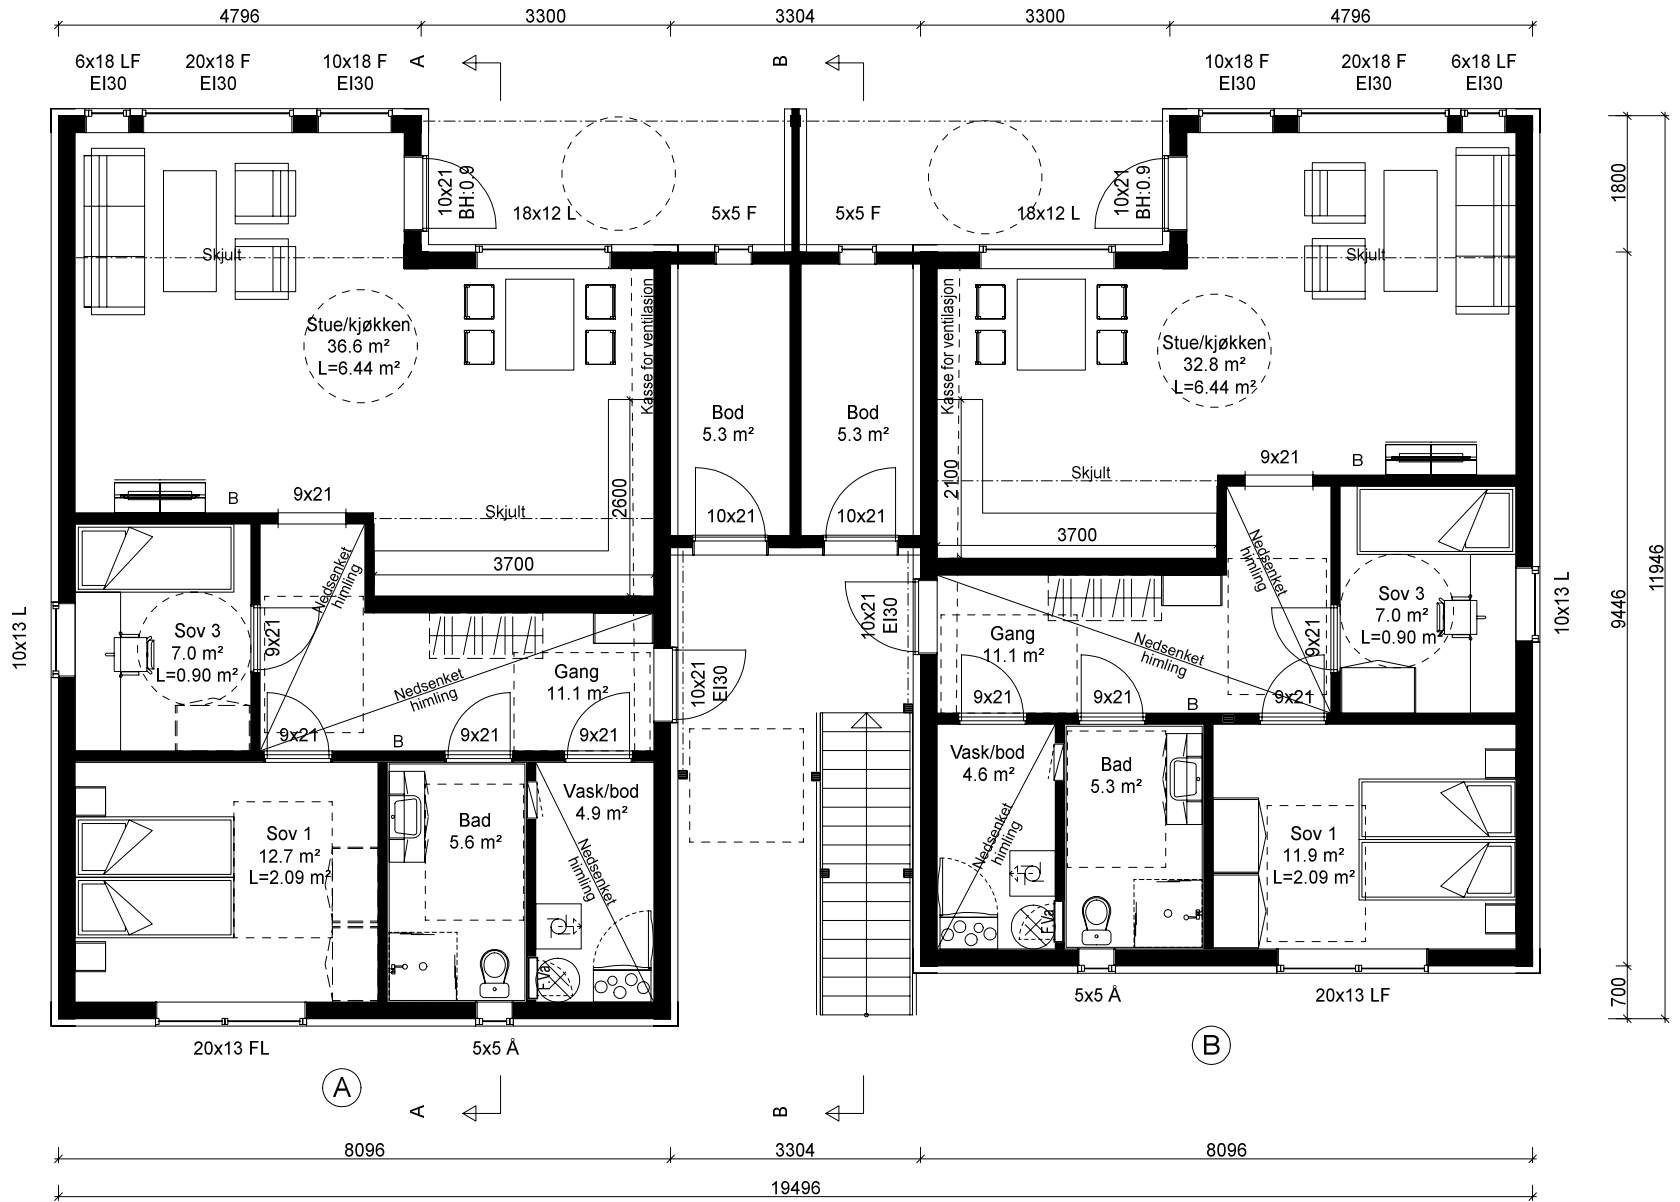 4796 3300 3304 3300 4796
6x18 LF 20x18 F 10x18 F A B 10x18 F 20x18 F 6x18 LF
EI30 EI30 EI30 EI30 EI30 EI30
10x21
BH:0.9
10x21
BH:0.9
1800
18x12 L 5x5 F 5x5 F 18x12 L
Skjult Skjult
Kasse for ventilasjon
Kasse for ventilasjon
Stue/kjøkken
36.6 m²
L=6.44 m²
Stue/kjøkken
32.8 m²
L=6.44 m²
Bod
5.3 m²
Bod
5.3 m²
9x21 B
Skjult
2100
B 9x21
Skjult
2600
10x21 10x21
3700
3700
Nedsenket
himling
Nedsenket
himling
11946
9446
10x13 L
Sov 3
7.0 m²
L=0.90 m²
9x21
10x21
EI30
Gang
11.1 m²
Nedsenket
himling
9x21
Sov 3
7.0 m²
L=0.90 m²
10x13 L
Nedsenket
himling
Gang
11.1 m²
10x21
EI30
9x21 9x21 B 9x21
9x21 B 9x21 9x21
Vask/bod
4.6 m²
Bad
5.3 m²
Vask/bod
4.9 m²
Sov 1
12.7 m²
L=2.09 m²
Bad
5.6 m²
Nedsenket
himling
Nedsenket
himling
Sov 1
11.9 m²
L=2.09 m²
F.Va
F.Va
5x5 Å 20x13 LF
700
20x13 FL 5x5 Å
B
A
A B
8096 3304 8096
19496